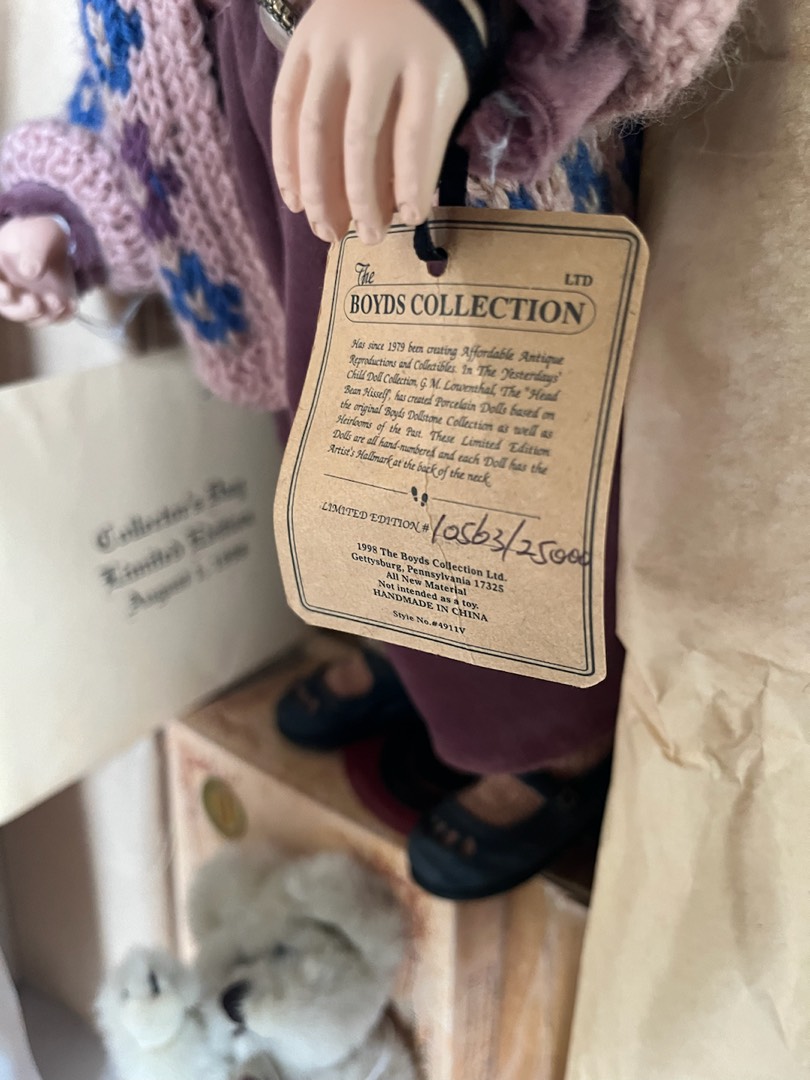 The
LTD
BOYDS COLLECTION
Has since 1979 been creating Affordable Antique
Reproductions and Collectibles. In The Yesterdays'
Child Doll Collection, G. M. Lowenthal, The "Head
Bean Hisself", has created Porcelain Dolls based on
the original Boyds Dollstone Collection as well as
Heirlooms of the Past. These Limited Edition
Dolls are all hand-numbered and each Doll has the
Artist's Hallmark at the back of the neck.
LIMITED EDITION # 10563/25000
1998 The Boyds Collection Ltd.
Gettysburg, Pennsylvania 17325
All New Material
Not intended as a toy.
HANDMADE IN CHINA
Style No.#4911V
Collector's Day
Limited Edition
August 1, 1998